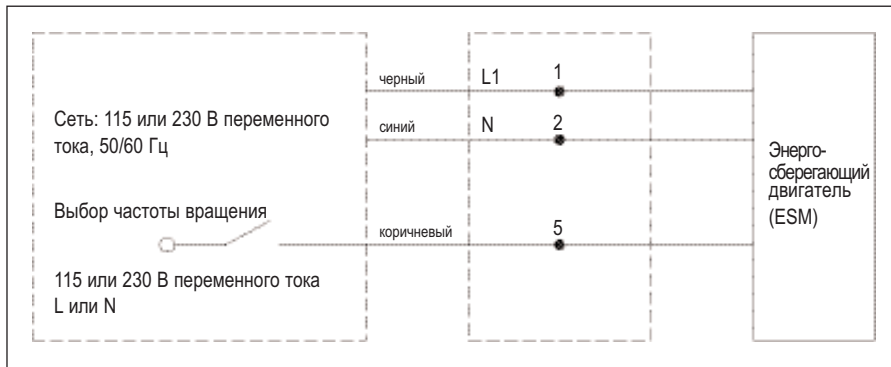 черный L1 1
Сеть: 115 или 230 В переменного
тока, 50/60 Гц
синий N 2
Энерго-
сберегающий
двигатель
(ESM)
Выбор частоты вращения
коричневый 5
115 или 230 В переменного тока
L или N